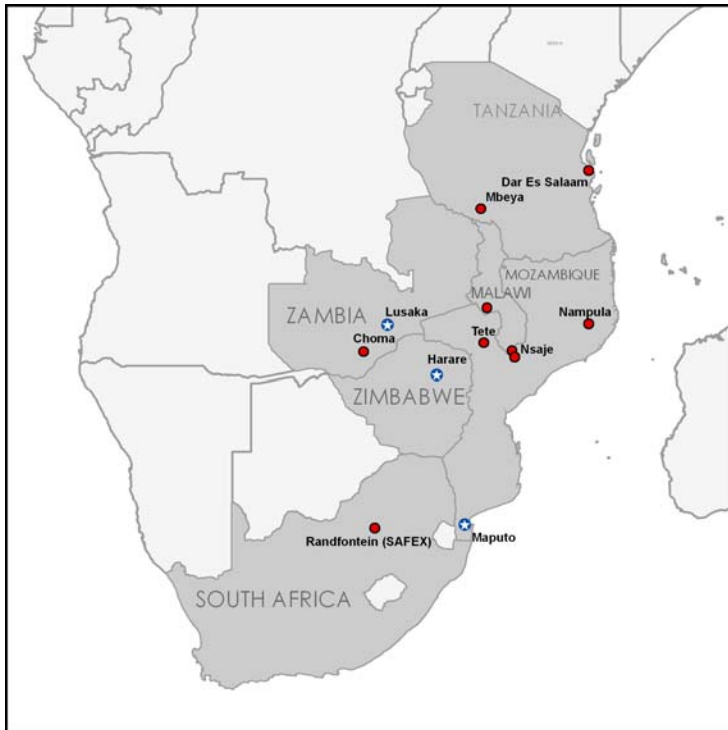 TANZANIA
Dar Es Salaam
Mbeya
MOZAMBIQUE
MALAWI
ZAMBIA
Lusaka
Nampula
Choma
Tete
Nsaje
Harare
ZIMBABWE
Randfontein (SAFEX)
Maputo
SOUTH AFRICA